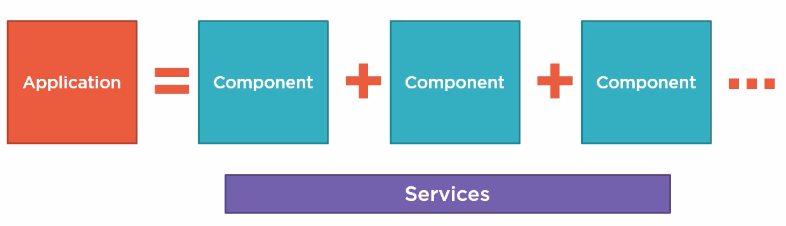 Application = Component + Component + Component ...
Services